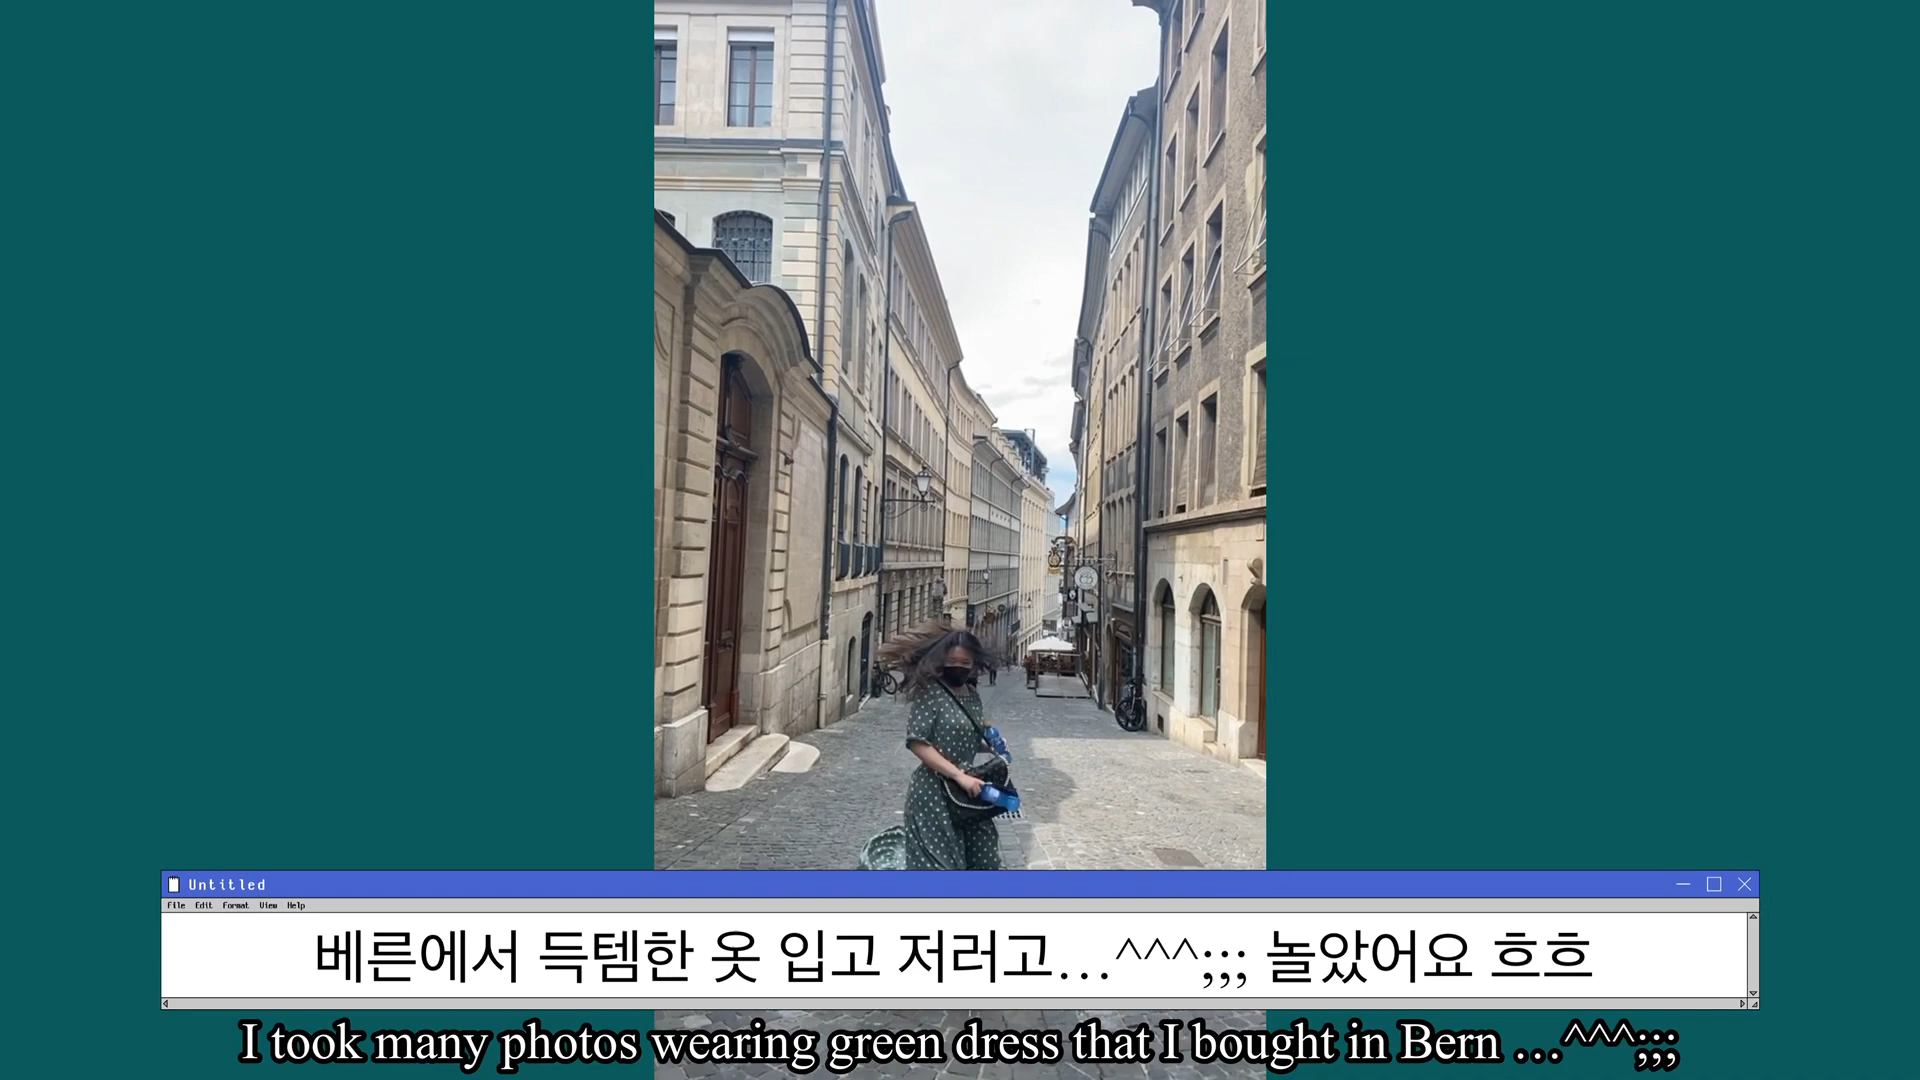 Untitled
File Edit Format View Help
베른에서 득템한 옷 입고 저러고...^^^;;; 놀았어요 흐흐
I took many photos wearing green dress that I bought in Bern ...^^^;;;